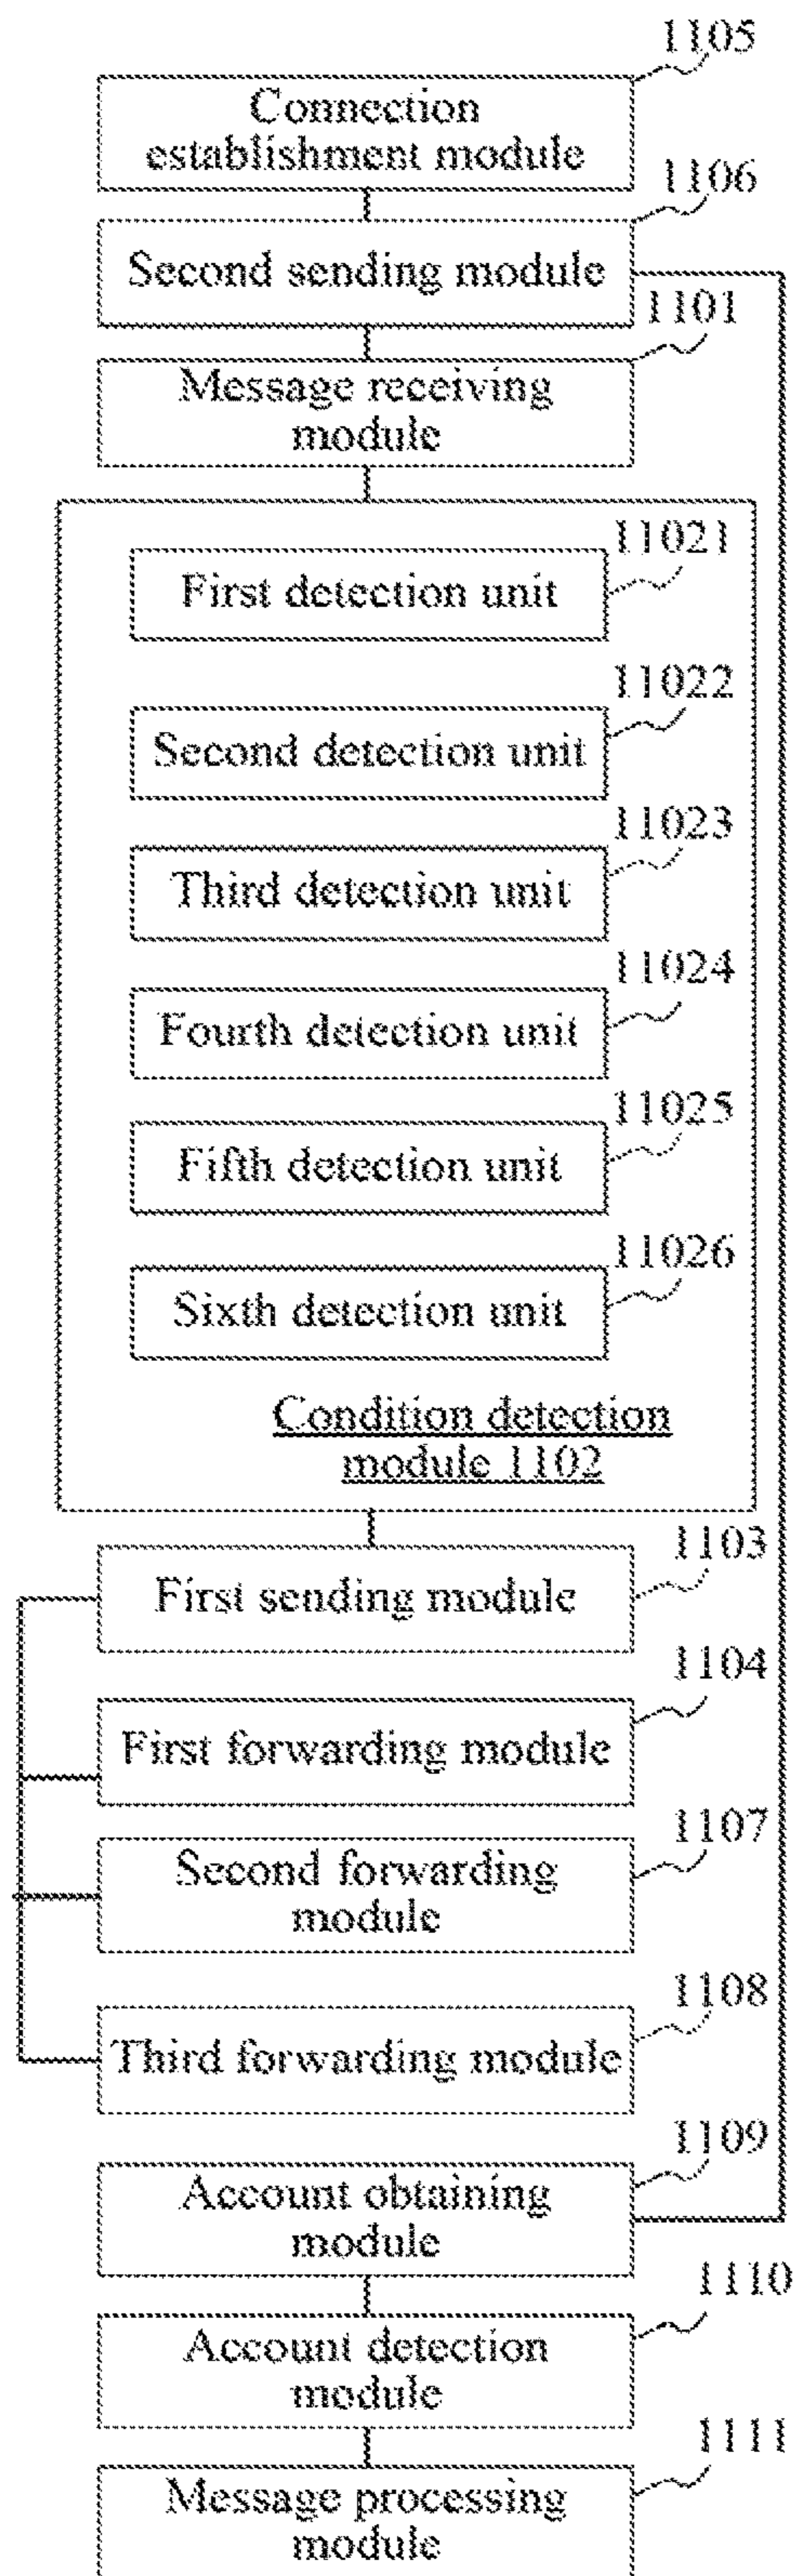 1105
Connection
establishment module
1106
Second sending module
1101
Message receiving
module
11021
First detection unit
11022
Second detection unit
11023
Third detection unit
11024
Fourth detection unit
11025
Fifth detection unit
11026
Sixth detection unit
Condition detection
module 1102
1103
First sending module
1104
First forwarding module
1107
Second forwarding
module
1108
Third forwarding module
1109
Account obtaining
module
1110
Account detection
module
1111
Message processing
module